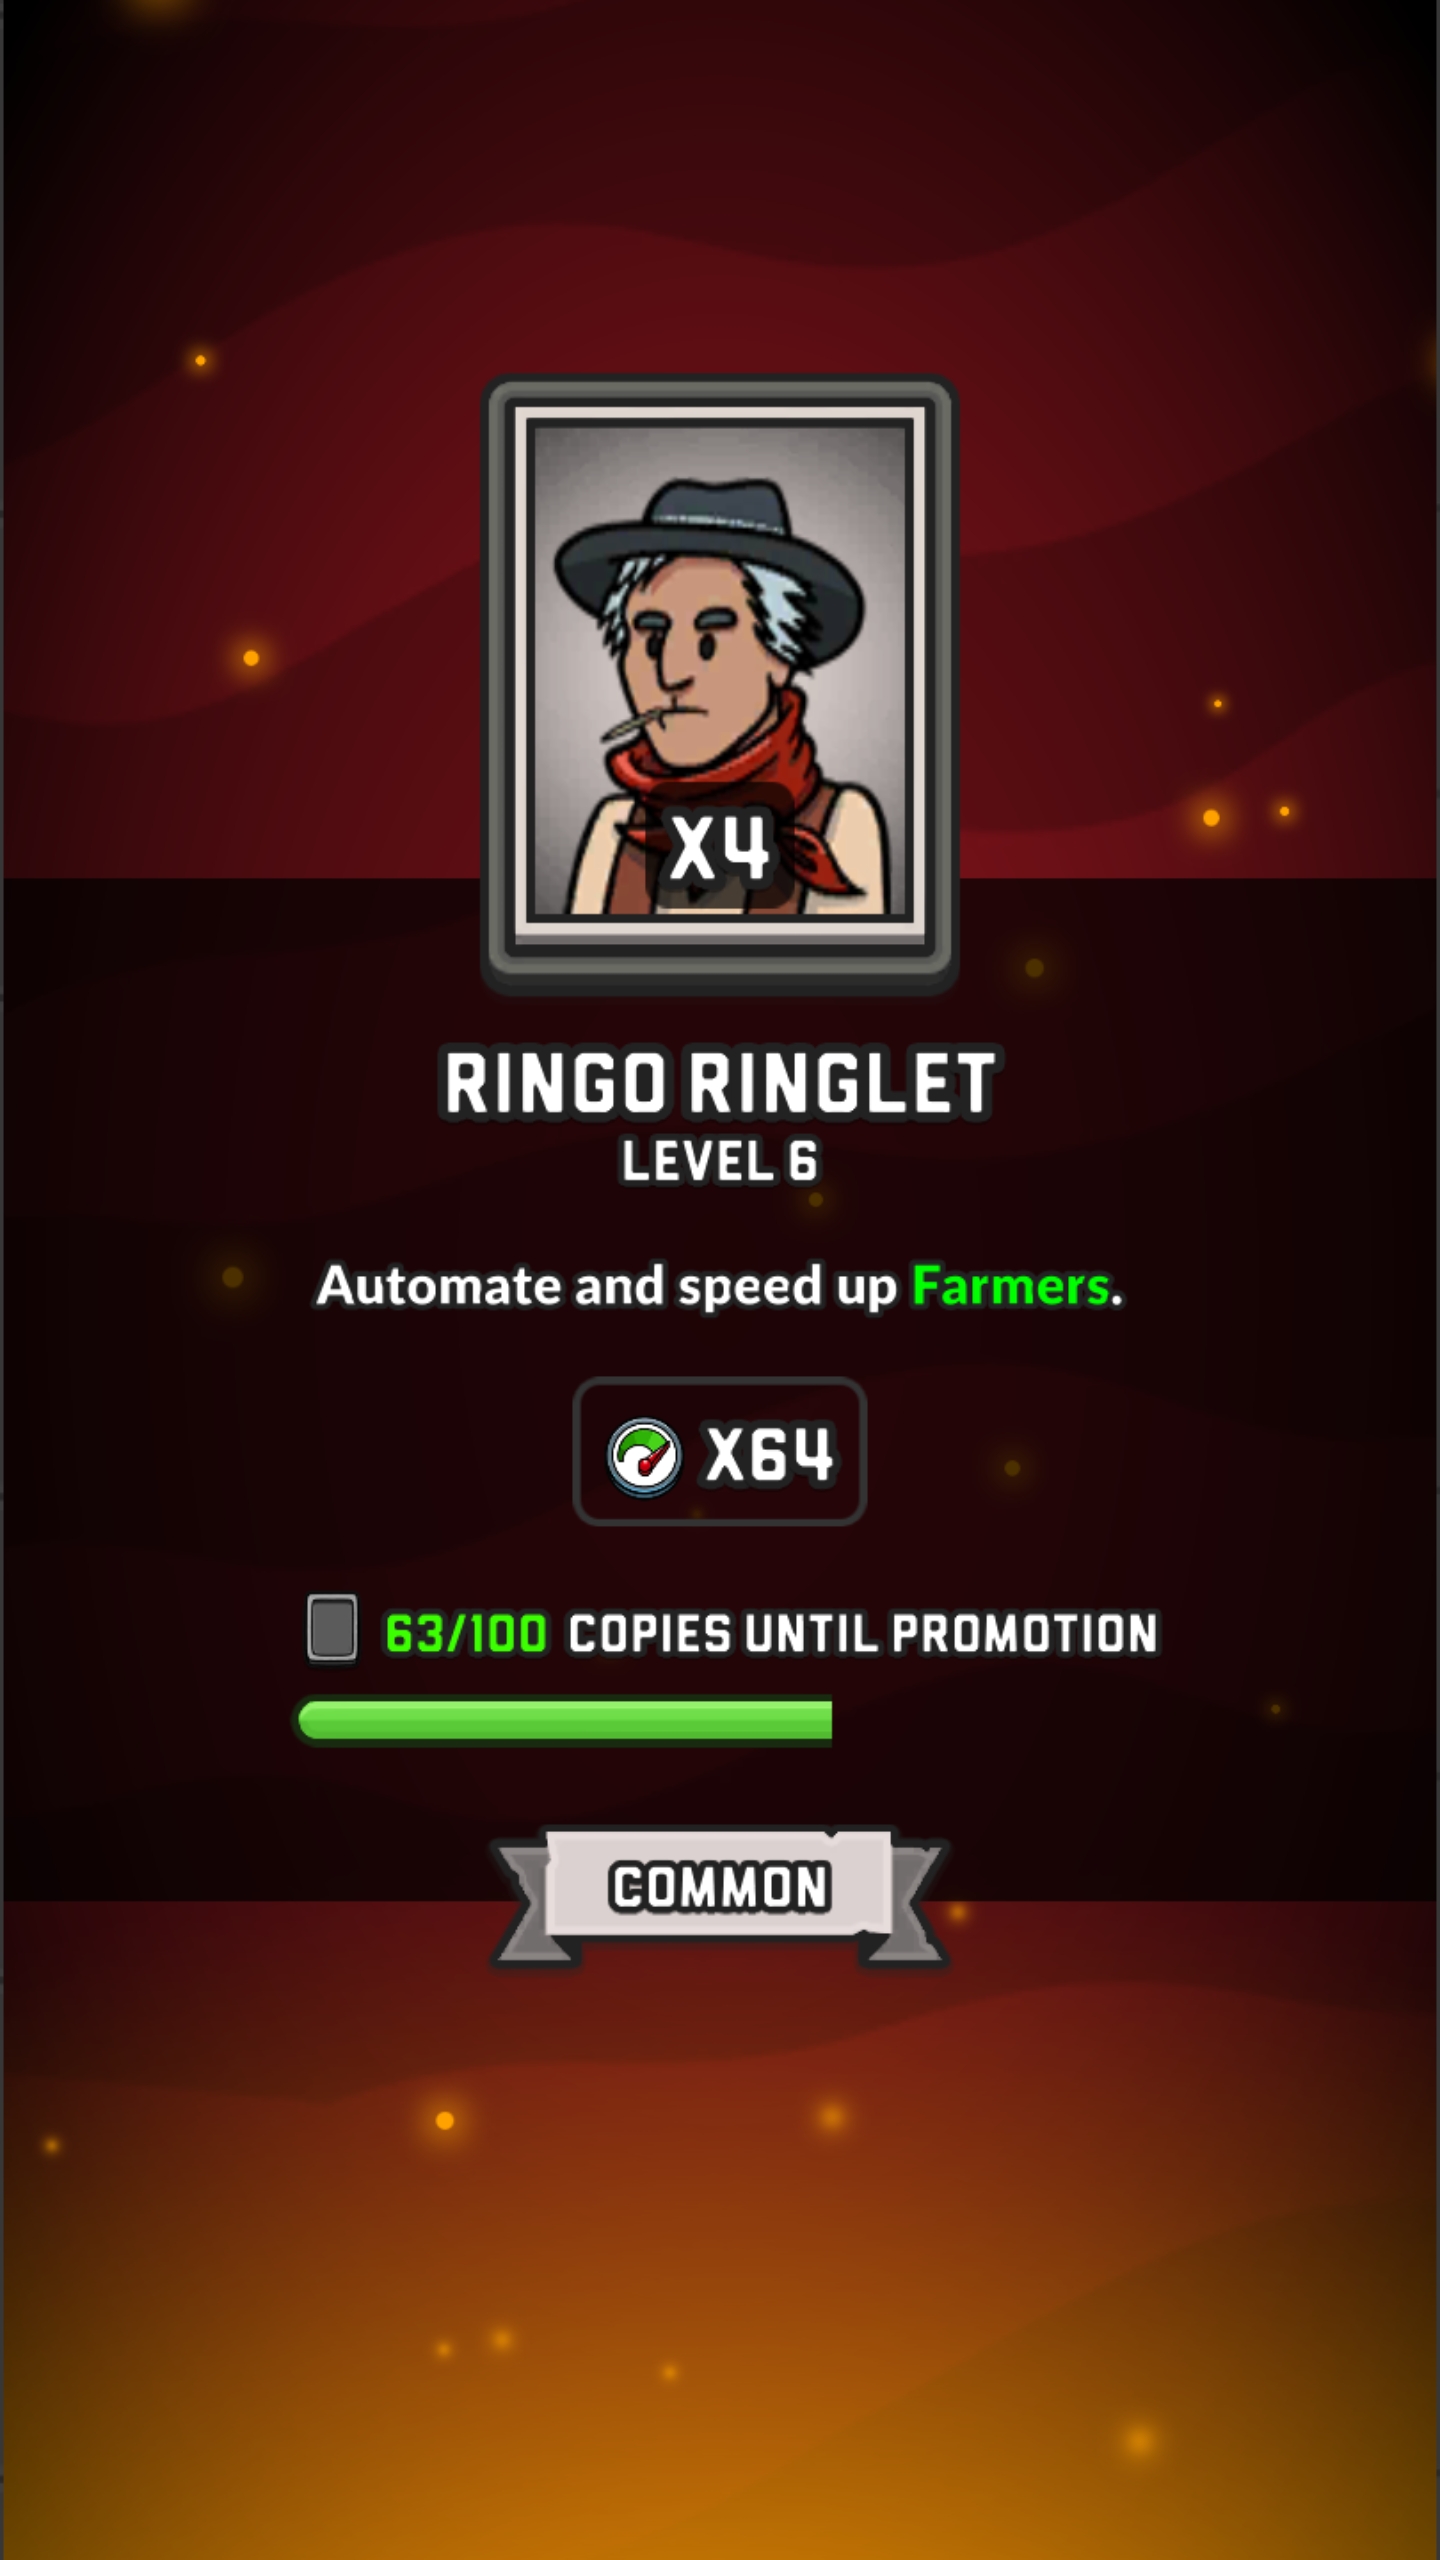 X4
RINGO RINGLET
LEVEL 6
Automate and speed up Farmers.
X64
63/100 COPIES UNTIL PROMOTION
COMMON